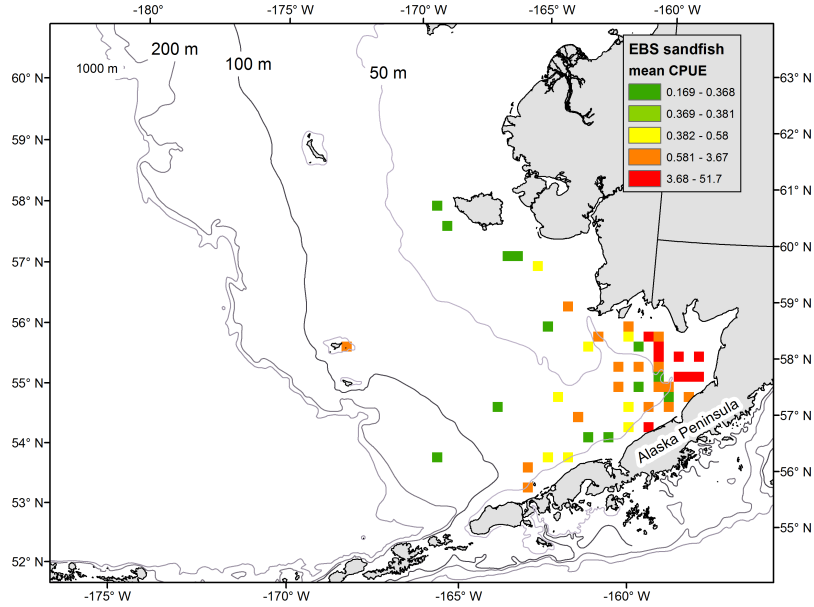 -180° -175° W -170° W -165° W -160° W
200 m
1000 m
100 m
50 m
EBS sandfish
mean CPUE
0.169 - 0.368
0.369 - 0.381
0.382 - 0.58
0.581 - 3.67
3.68 - 51.7
60° N
59° N
58° N
57° N
56° N
55° N
54° N
53° N
52° N
63° N
62° N
61° N
60° N
59° N
58° N
57° N
56° N
55° N
Alaska Peninsula
-175° W -170° W -165° W -160° W